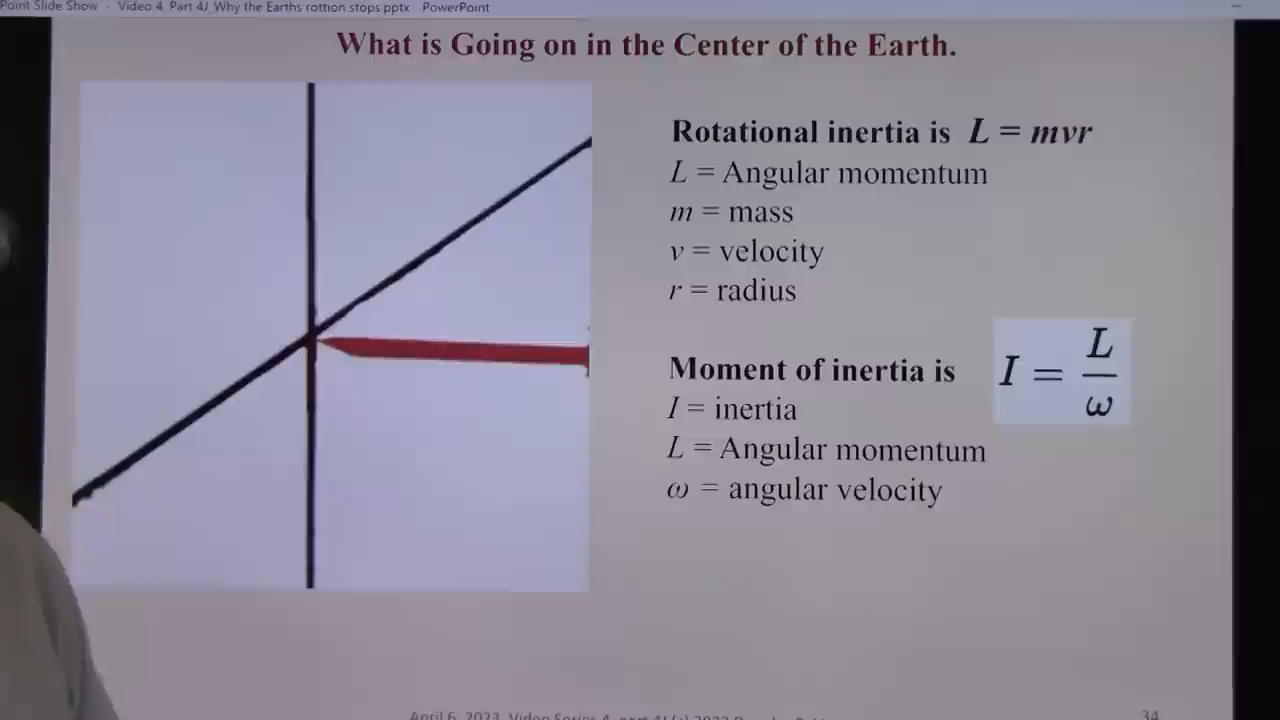 Point Slide Show - Video 4, Part 4J_Why the Earths rottion stops pptx PowerPoint
What is Going on in the Center of the Earth.
Rotational inertia is L = mvr
L = Angular momentum
m = mass
v = velocity
r = radius
Moment of inertia is I = L/ω
I = inertia
L = Angular momentum
ω = angular velocity
April 6, 2023, Video Series 4, part 4J (c) 2023
34